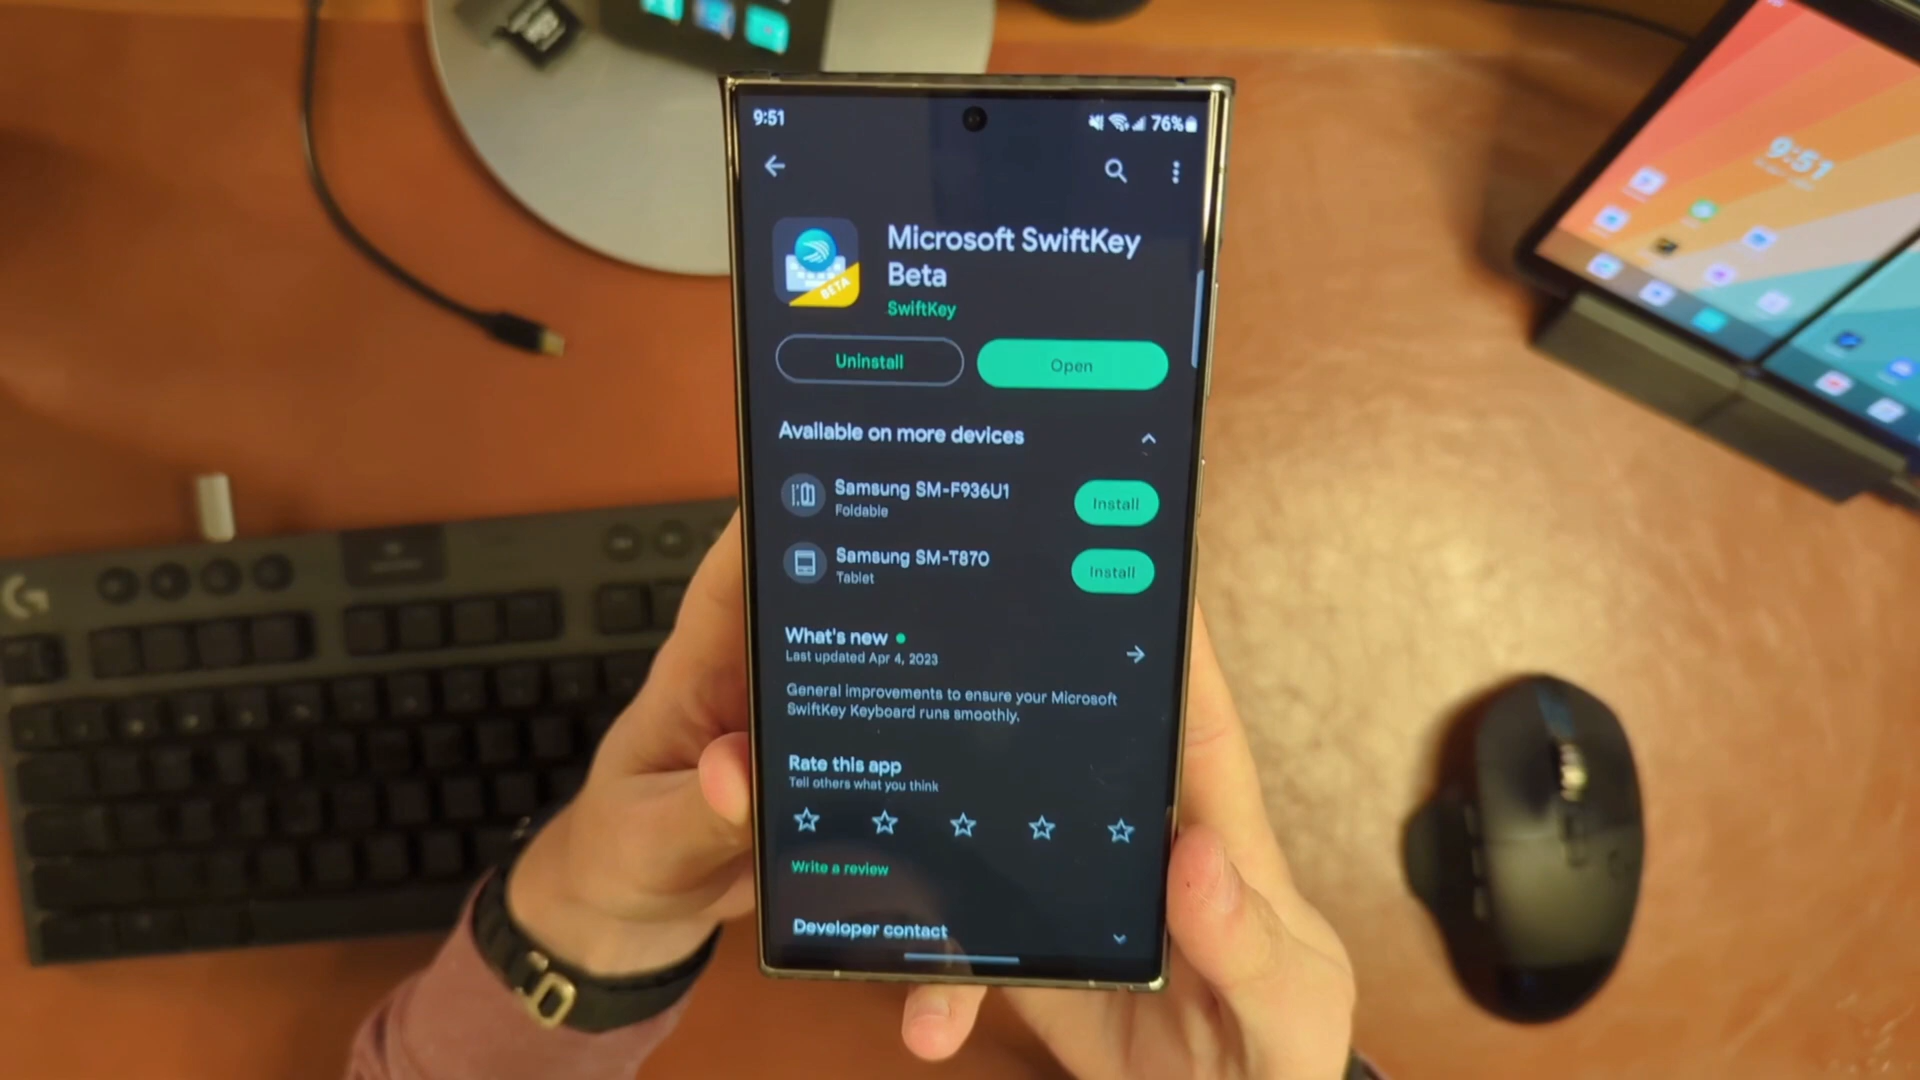 9:51
76%
Microsoft SwiftKey
Beta
BETA
SwiftKey
Uninstall
Open
Available on more devices
Samsung SM-F936U1
Foldable
Install
Samsung SM-T870
Tablet
Install
What's new
Last updated Apr 4, 2023
General improvements to ensure your Microsoft
SwiftKey Keyboard runs smoothly.
Rate this app
Tell others what you think
Write a review
Developer contact
9:51
G